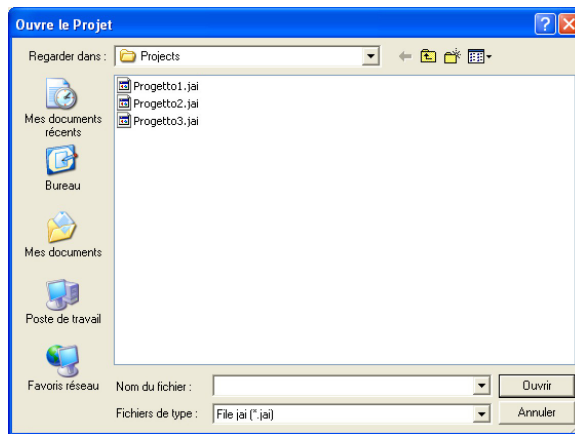 Ouvre le Projet
Regarder dans : Projects
Progetto1.jai
Progetto2.jai
Progetto3.jai
Mes documents
récents
Bureau
Mes documents
Poste de travail
Favoris réseau
Nom du fichier : Ouvrir
Fichiers de type : File jai (*.jai) Annuler